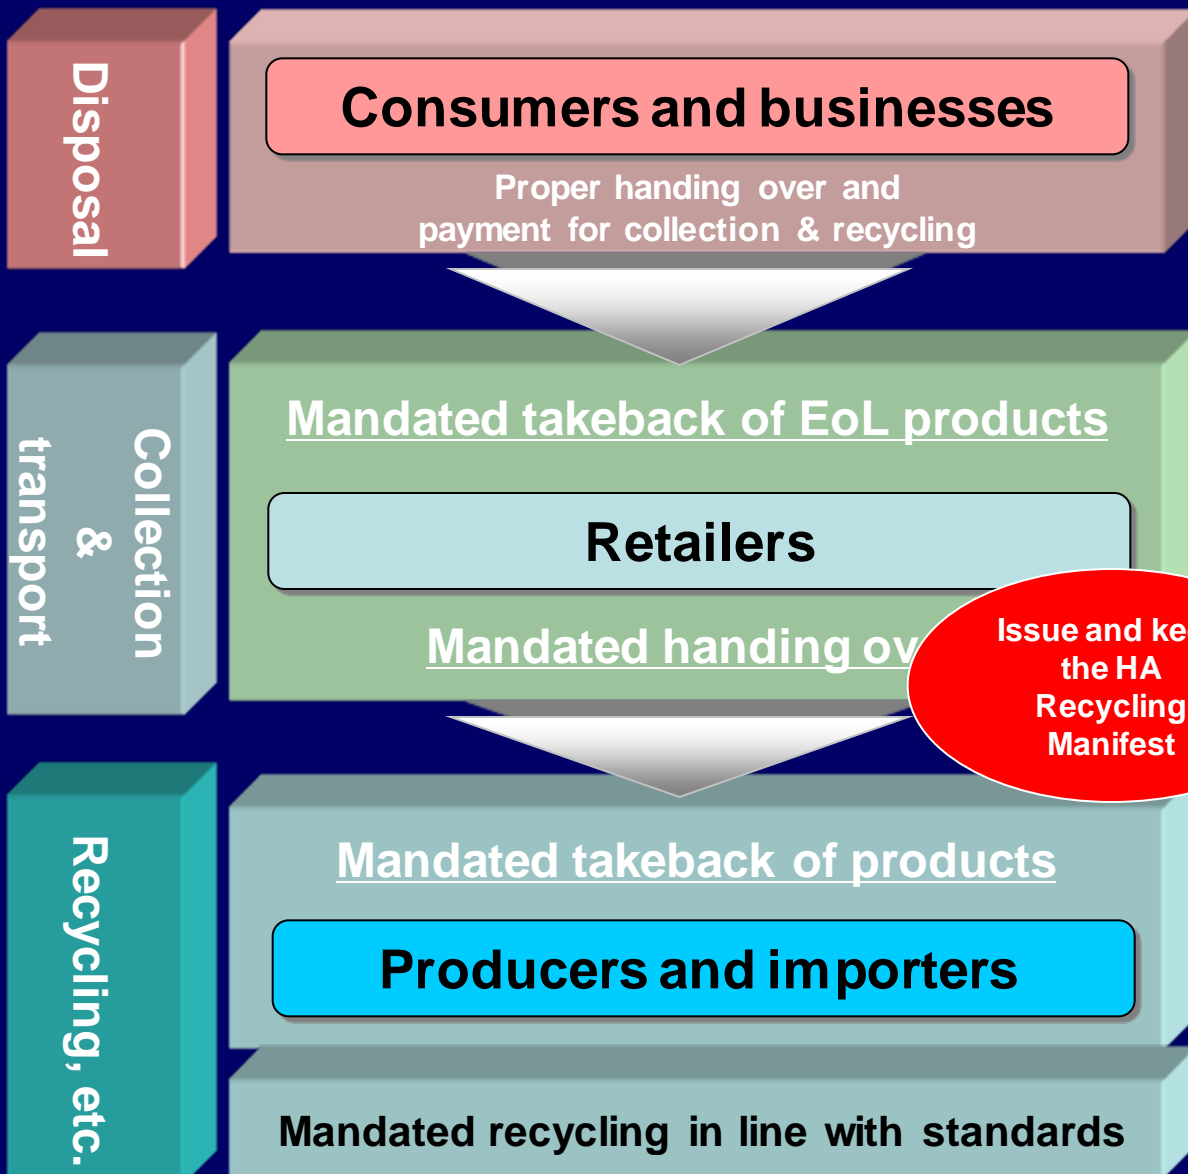 Disposal
Consumers and businesses
Proper handing over and
payment for collection & recycling
Collection
&
transport
Mandated takeback of EoL products
Retailers
Mandated handing
Issue and
the HA
Recycling
Manifest
Recycling, etc.
Mandated takeback of products
Producers and importers
Mandated recycling in line with standards